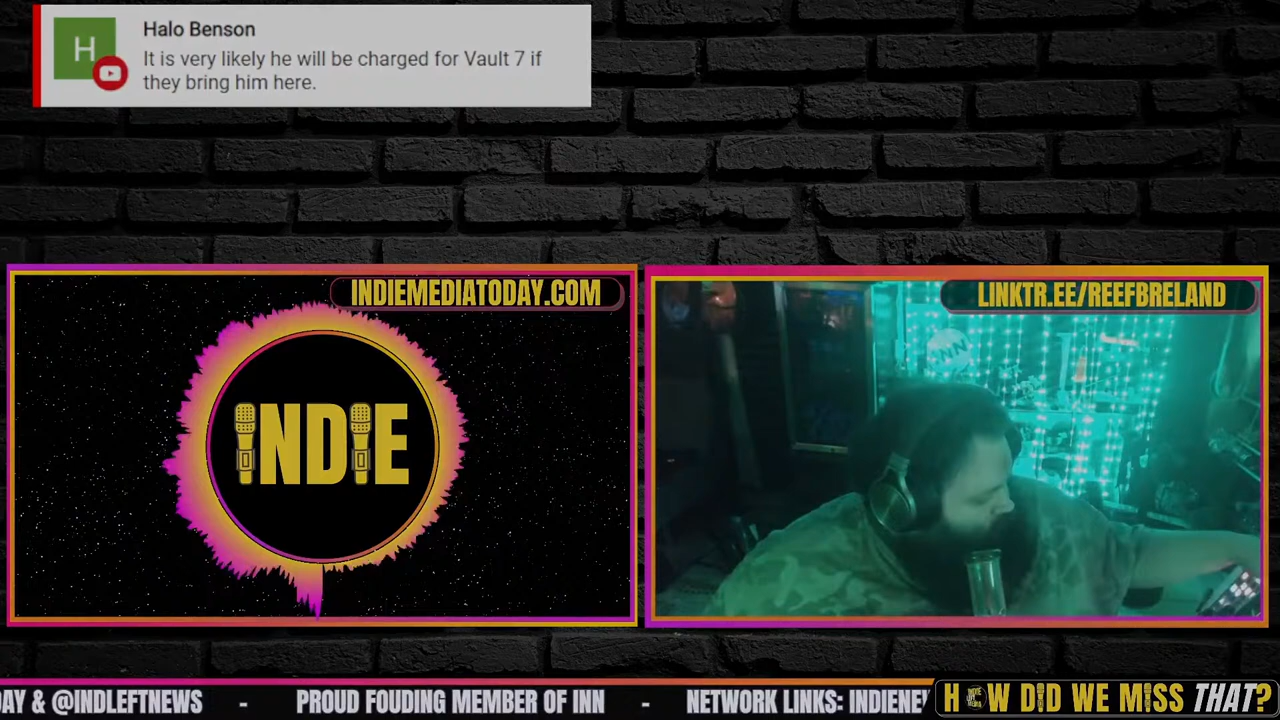 H
Halo Benson
It is very likely he will be charged for Vault 7 if
they bring him here.
INDIEMEDIATODAY.COM
LINKTR.EE/REEFBRELAND
INN
INDIE
AY & @INDLEFTNEWS - PROUD FOUDING MEMBER OF INN - NETWORK LINKS: INDIENE
HOW DID WE MISS THAT?